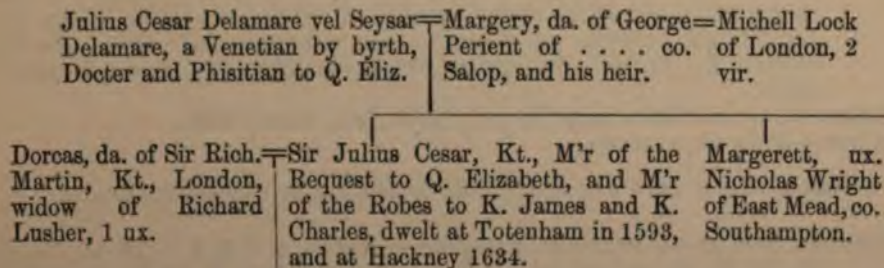 Julius Cesar Delamare vel Seysar
Delamare, a Venetian by byrth,
Docter and Phisitian to Q. Eliz.
Margery, da. of George
Perient of . . . . co.
Salop, and his heir.
=Michell Lock
of London, 2
vir.
Dorcas, da. of Sir Rich.
Martin, Kt., London,
widow of Richard
Lusher, 1 ux.
Sir Julius Cesar, Kt., M'r of the
Request to Q. Elizabeth, and M'r
of the Robes to K. James and K.
Charles, dwelt at Totenham in 1593,
and at Hackney 1634.
Margerett, ux.
Nicholas Wright
of East Mead, co.
Southampton.